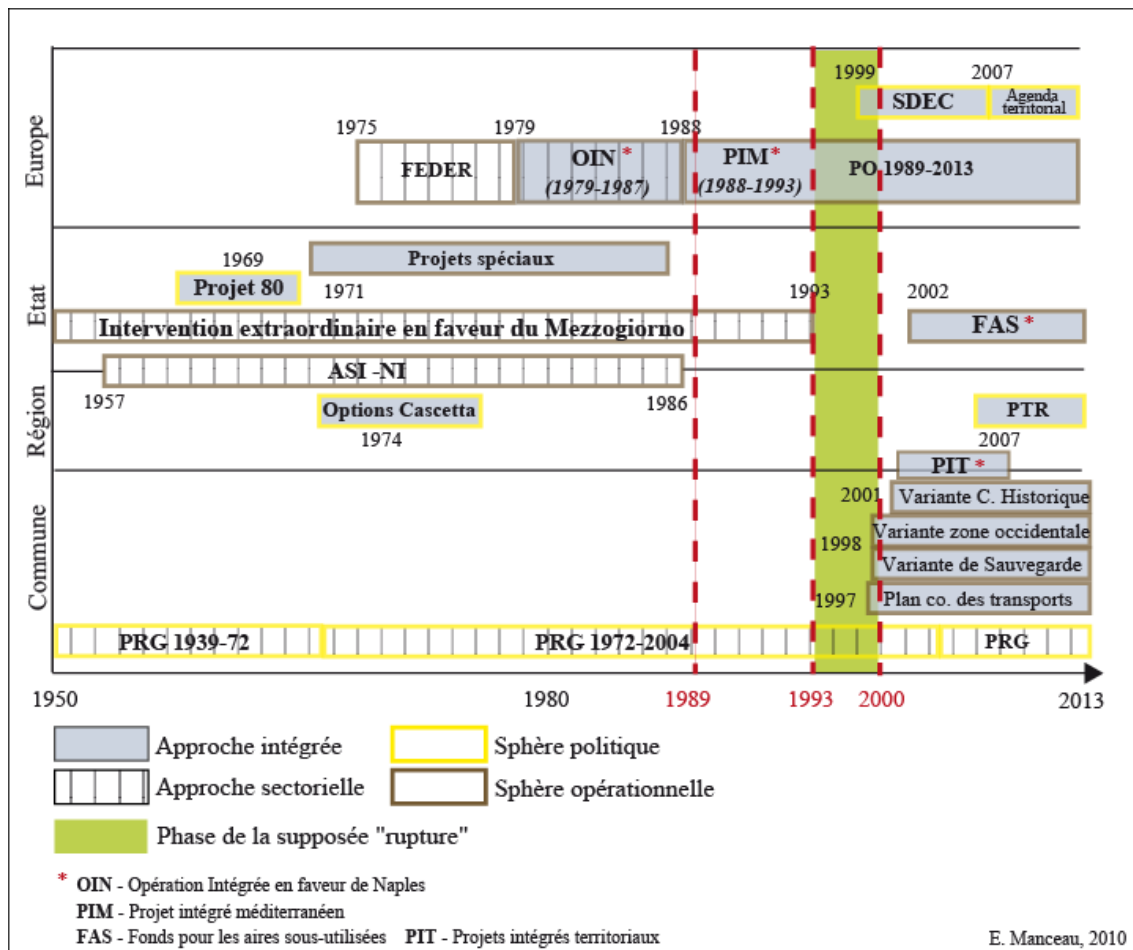 Europe
1999
2007
SDEC
Agenda
territorial
1975
1979
1988
FEDER
OIN *
(1979-1987)
PIM *
(1988-1993)
PO 1989-2013
Etat
1969
Projets spéciaux
Projet 80
1971
1993
2002
Intervention extraordinaire en faveur du Mezzogiorno
FAS *
Région
ASI -NI
1957
Options Cascetta
1986
PTR
1974
2007
PIT *
Commune
2001
Variante C. Historique
Variante zone occidentale
1998
Variante de Sauvegarde
1997
Plan co. des transports
PRG 1939-72
PRG 1972-2004
PRG
1950
1980
1989
1993
2000
2013
Approche intégrée
Sphère politique
Approche sectorielle
Sphère opérationnelle
Phase de la supposée "rupture"
* OIN - Opération Intégrée en faveur de Naples
PIM - Projet intégré méditerranéen
FAS - Fonds pour les aires sous-utilisées PIT - Projets intégrés territoriaux
E. Manceau, 2010